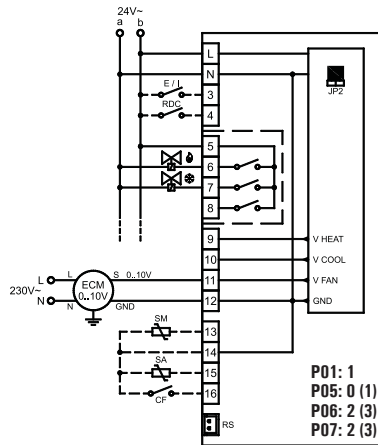 24V~
a b
L
N
JP2
E / I
3
RDC
4
5
6
7
8
9 V HEAT
10 V COOL
L L ECM 0..10V S 0..10V 11 V FAN
230V~
N N GND 12 GND
SM 13
14
SA 15
CF 16
RS
P01: 1
P05: 0 (1)
P06: 2 (3)
P07: 2 (3)